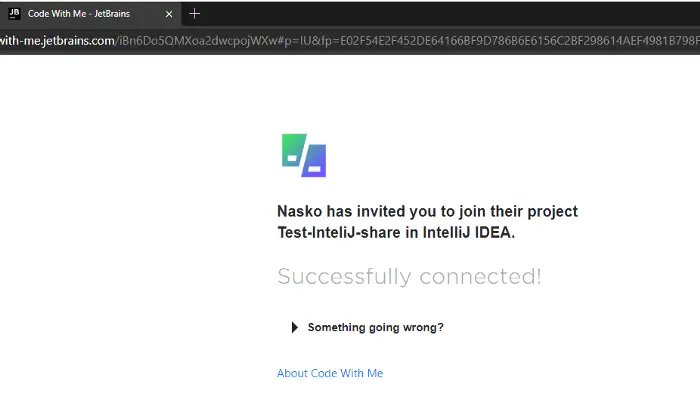 JB
Code With Me - JetBrains
with-me.jetbrains.com/iBn6Do5QMXoa2dwcpojWXw#p=IU&fp=E02F54E2F452DE64166BF9D786B6E6156C2BF298614AEF4981B798F
Nasko has invited you to join their project
Test-InteliJ-share in IntelliJ IDEA.
Successfully connected!
Something going wrong?
About Code With Me